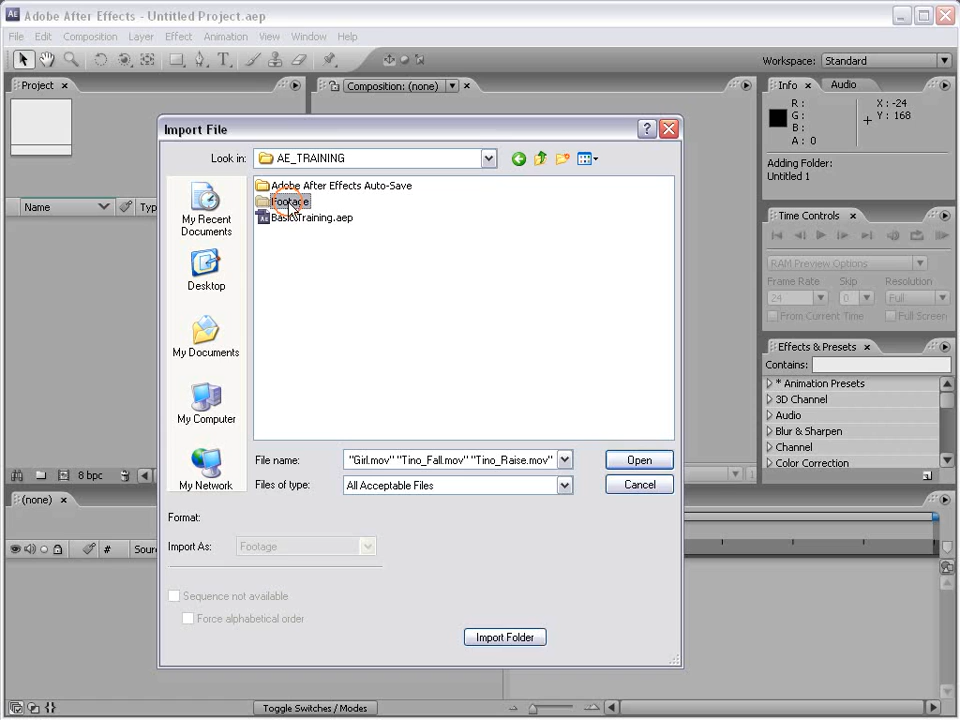 Adobe After Effects - Untitled Project.aep
File Edit Composition Layer Effect Animation View Window Help
Workspace: Standard
Project
Composition: (none)
Info Audio
R :
G :
B :
A : 0
X : -24
Y : 168
Adding Folder:
Untitled 1
Name Typ
Import File
Look in: AE_TRAINING
Adobe After Effects Auto-Save
Footage
BasicTraining.aep
My Recent
Documents
Desktop
My Documents
My Computer
My Network
File name: "Girl.mov" "Tino_Fall.mov" "Tino_Raise.mov" Open
Files of type: All Acceptable Files Cancel
Format:
Import As: Footage
Sequence not available
Force alphabetical order
Import Folder
Time Controls
RAM Preview Options
Frame Rate Skip Resolution
24 0 Full
From Current Time Full Screen
Effects & Presets
Contains:
* Animation Presets
3D Channel
Audio
Blur & Sharpen
Channel
Color Correction
8 bpc
(none)
# Sourc
Toggle Switches / Modes